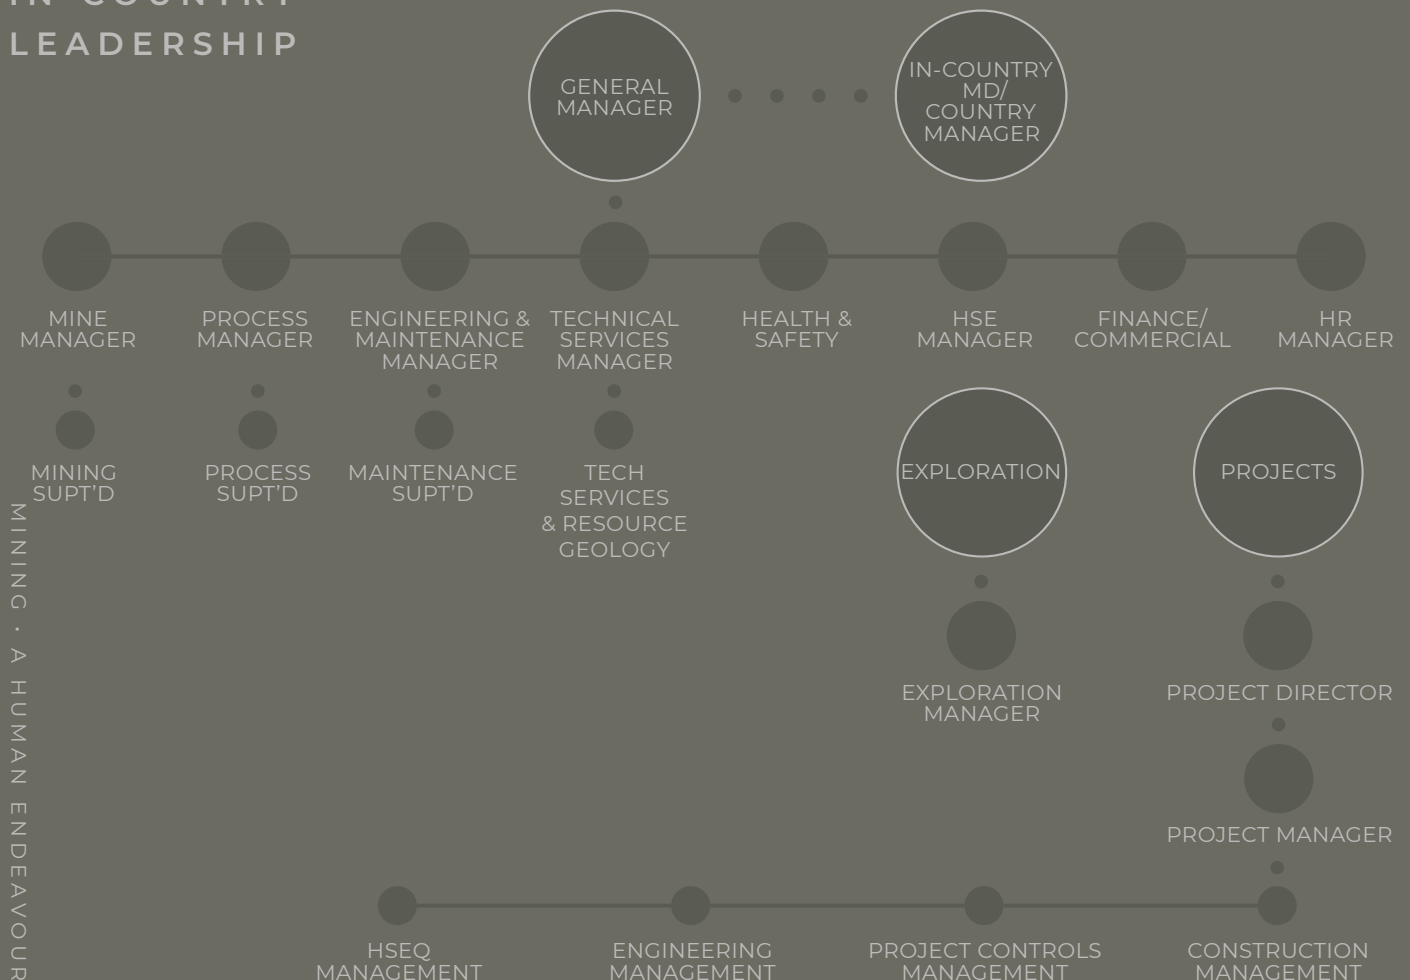 IN-COUNTRY
LEADERSHIP
GENERAL
MANAGER
IN-COUNTRY
MD/
COUNTRY
MANAGER
MINE
MANAGER
PROCESS
MANAGER
ENGINEERING &
MAINTENANCE
MANAGER
TECHNICAL
SERVICES
MANAGER
HEALTH &
SAFETY
HSE
MANAGER
FINANCE/
COMMERCIAL
HR
MANAGER
MINING
SUPT’D
PROCESS
SUPT’D
MAINTENANCE
SUPT’D
TECH
SERVICES
& RESOURCE
GEOLOGY
EXPLORATION
PROJECTS
EXPLORATION
MANAGER
PROJECT DIRECTOR
PROJECT MANAGER
HSEQ
MANAGEMENT
ENGINEERING
MANAGEMENT
PROJECT CONTROLS
MANAGEMENT
CONSTRUCTION
MANAGEMENT
MINING • A HUMAN ENDEAVOUR